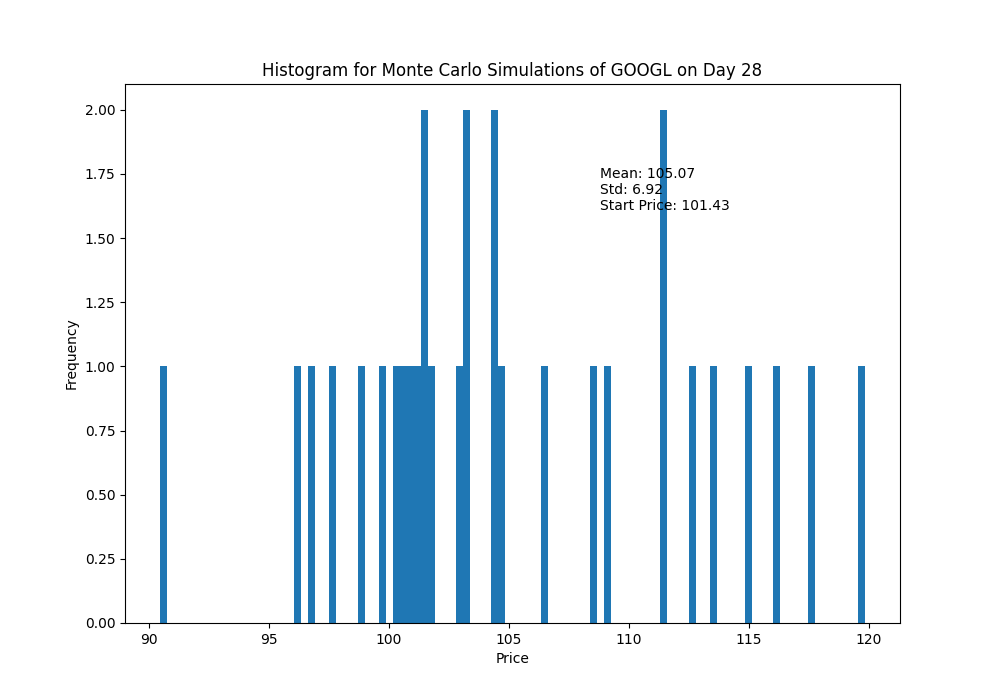 Histogram for Monte Carlo Simulations of GOOGL on Day 28
2.00
1.75
1.50
1.25
1.00
0.75
0.50
0.25
0.00
Frequency
Mean: 105.07
Std: 6.92
Start Price: 101.43
90
95
100
105
110
115
120
Price